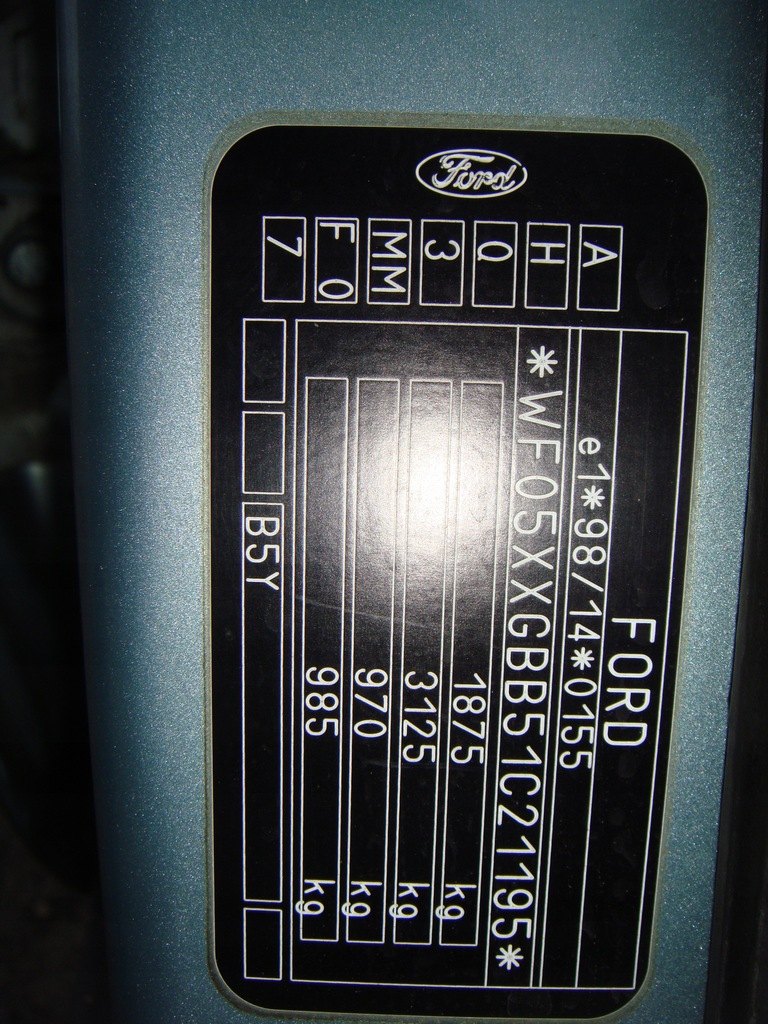 Ford
FORD
e1*98/14*0155
*WF05XXGBB51C21195*
1875 kg
3125 kg
970 kg
985 kg
B5Y
A
H
Q
3
MM
F 0
7